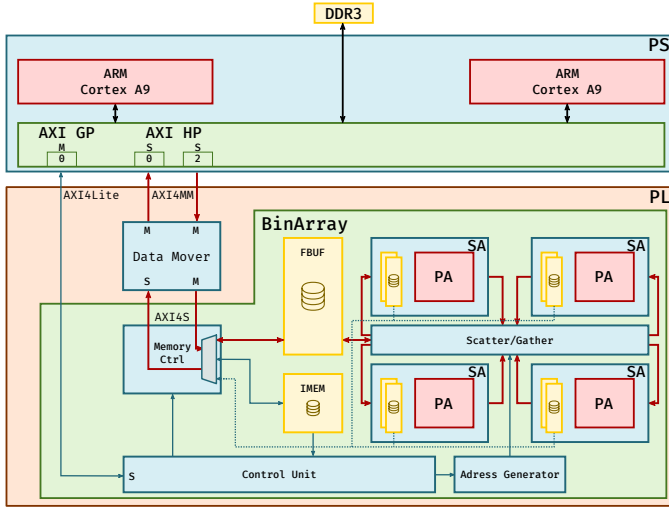 DDR3
PS
ARM
Cortex A9
ARM
Cortex A9
AXI GP
AXI HP
M
0
S
0
S
2
PL
AXI4Lite
AXI4MM
BinArray
M
M
Data Mover
S
M
FBUF
SA
PA
SA
PA
AXI4S
Memory
Ctrl
Scatter/Gather
IMEM
SA
PA
SA
PA
S
Control Unit
Adress Generator